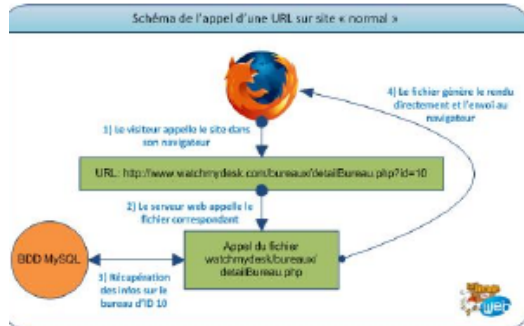 Schéma de l'appel d'une URL sur site « normal »
4) Le fichier génère le rendu
directement et l'envoi au
navigateur
1) Le visiteur appelle le site dans
son navigateur
URL: http://www.watchmydesk.com/bureaux/detailBureau.php?id=10
2) Le serveur web appelle le
fichier correspondant
BDD MySQL
Appel du fichier
watchmydesk/bureaux/
detailBureau.php
3) Récupération
des infos sur le
bureau d'ID 10
web